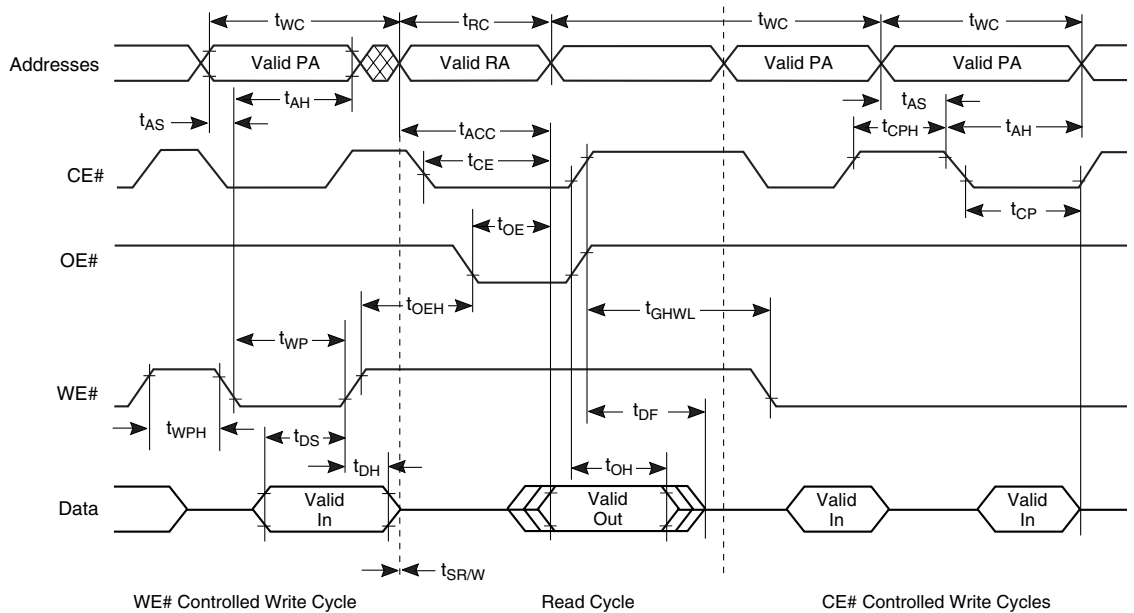 tWC tRC tWC tWC
Addresses Valid PA Valid RA Valid PA Valid PA
tAH tAS
tAS tACC tCPH tAH
CE# tCE
tCP
tOE
OE#
tOEH tGHWL
tWP
WE#
tDF
tWPH tDS
tDH tOH
Data Valid In Valid Out Valid In Valid In
tSR/W
WE# Controlled Write Cycle Read Cycle CE# Controlled Write Cycles